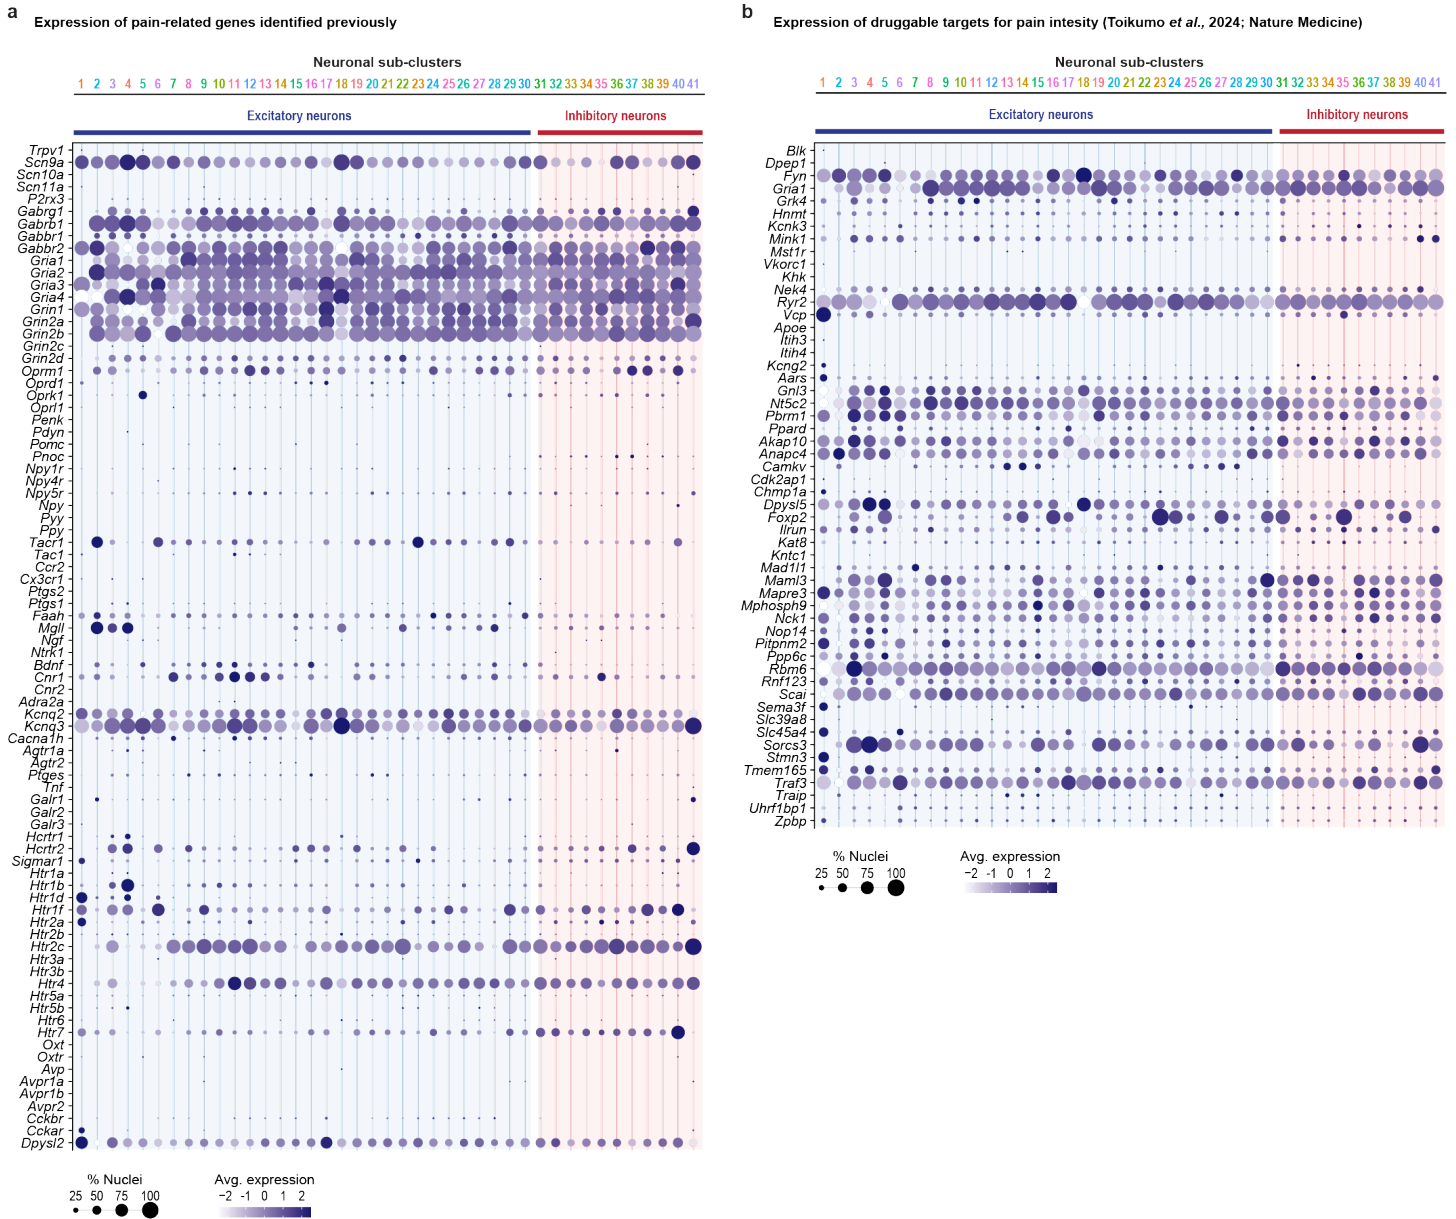 a
Expression of pain-related genes identified previously
Neuronal sub-clusters
1 2 3 4 5 6 7 8 9 10 11 12 13 14 15 16 17 18 19 20 21 22 23 24 25 26 27 28 29 30 31 32 33 34 35 36 37 38 39 40 41
Excitatory neurons
Inhibitory neurons
Trpv1
Scn9a
Scn10a
Scn11a
P2rx3
Gabrg1
Gabrb1
Gabbr1
Gabbr2
Gria1
Gria2
Gria3
Gria4
Grin1
Grin2a
Grin2b
Grin2c
Grin2d
Oprm1
Oprd1
Oprk1
Oprl1
Penk
Pdyn
Pomc
Pnoc
Npy1r
Npy4r
Npy5r
Npy
Pyy
Ppy
Tacr1
Tac1
Ccr2
Cx3cr1
Ptgs2
Ptgs1
Faah
Mgll
Ngf
Ntrk1
Bdnf
Cnr1
Cnr2
Adra2a
Kcnq2
Kcnq3
Cacna1h
Agtr1a
Agtr2
Ptges
Tnf
Galr1
Galr2
Galr3
Hcrtr1
Hcrtr2
Sigmar1
Htr1a
Htr1b
Htr1d
Htr1f
Htr2a
Htr2b
Htr2c
Htr3a
Htr3b
Htr4
Htr5a
Htr5b
Htr6
Htr7
Oxt
Oxtr
Avp
Avpr1a
Avpr1b
Avpr2
Cckbr
Cckar
Dpysl2
% Nuclei
25 50 75 100
Avg. expression
−2 -1 0 1 2
b
Expression of druggable targets for pain intesity (Toikumo et al., 2024; Nature Medicine)
Neuronal sub-clusters
1 2 3 4 5 6 7 8 9 10 11 12 13 14 15 16 17 18 19 20 21 22 23 24 25 26 27 28 29 30 31 32 33 34 35 36 37 38 39 40 41
Excitatory neurons
Inhibitory neurons
Blk
Dpep1
Fyn
Gria1
Grk4
Hnmt
Kcnk3
Mink1
Mst1r
Vkorc1
Khk
Nek4
Ryr2
Vcp
Apoe
Itih3
Itih4
Kcng2
Aars
Gnl3
Nt5c2
Pbrm1
Ppard
Akap10
Anapc4
Camkv
Cdk2ap1
Chmp1a
Dpysl5
Foxp2
Ilrun
Kat8
Kntc1
Mad1l1
Maml3
Mapre3
Mphosph9
Nck1
Nop14
Pitpnm2
Ppp6c
Rbm6
Rnf123
Scai
Sema3f
Slc39a8
Slc45a4
Sorcs3
Stmn3
Tmem165
Traf3
Traip
Uhrf1bp1
Zpbp
% Nuclei
25 50 75 100
Avg. expression
−2 -1 0 1 2